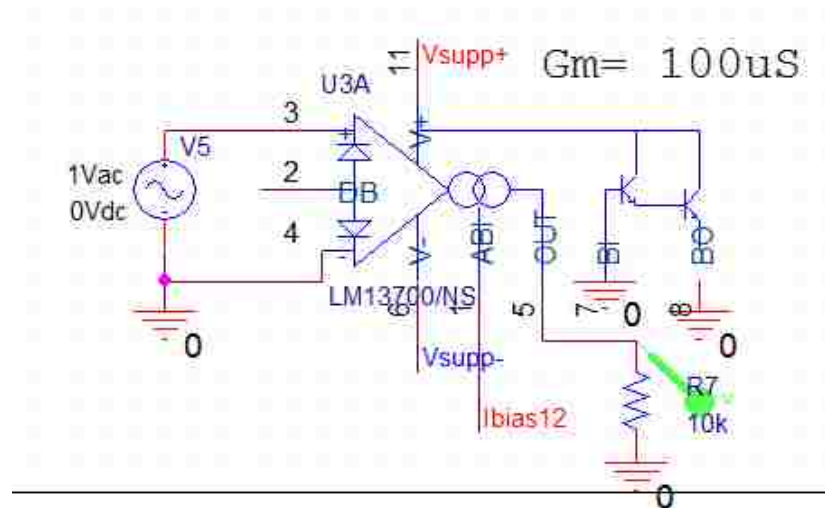 11
Vsupp+
Gm= 100uS
U3A
3
V+
V5
1Vac
0Vdc
2
DB
4
V-
ABI
OUT
BI
BO
LM13700/NS
6
1
5
7
8
0
0
0
Vsupp-
Ibias12
R7
10k
0